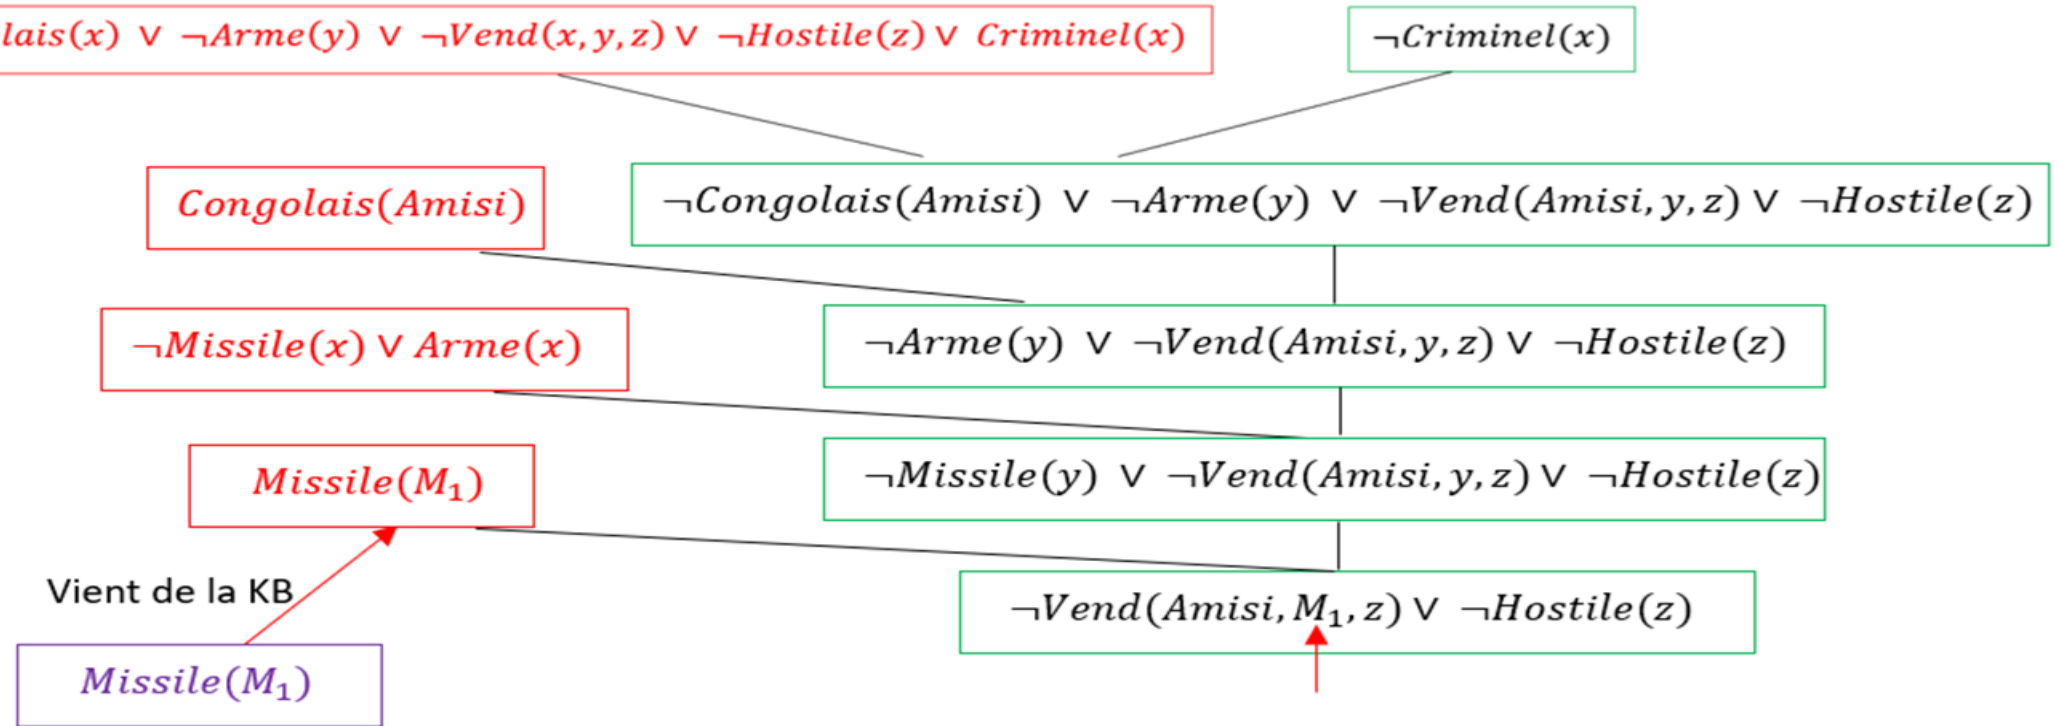 lais(x) ∨ ¬Arme(y) ∨ ¬Vend(x, y, z) ∨ ¬Hostile(z) ∨ Criminel(x)
¬Criminel(x)
Congolais(Amisi)
¬Congolais(Amisi) ∨ ¬Arme(y) ∨ ¬Vend(Amisi, y, z) ∨ ¬Hostile(z)
¬Missile(x) ∨ Arme(x)
¬Arme(y) ∨ ¬Vend(Amisi, y, z) ∨ ¬Hostile(z)
Missile(M₁)
¬Missile(y) ∨ ¬Vend(Amisi, y, z) ∨ ¬Hostile(z)
Vient de la KB
¬Vend(Amisi, M₁, z) ∨ ¬Hostile(z)
Missile(M₁)